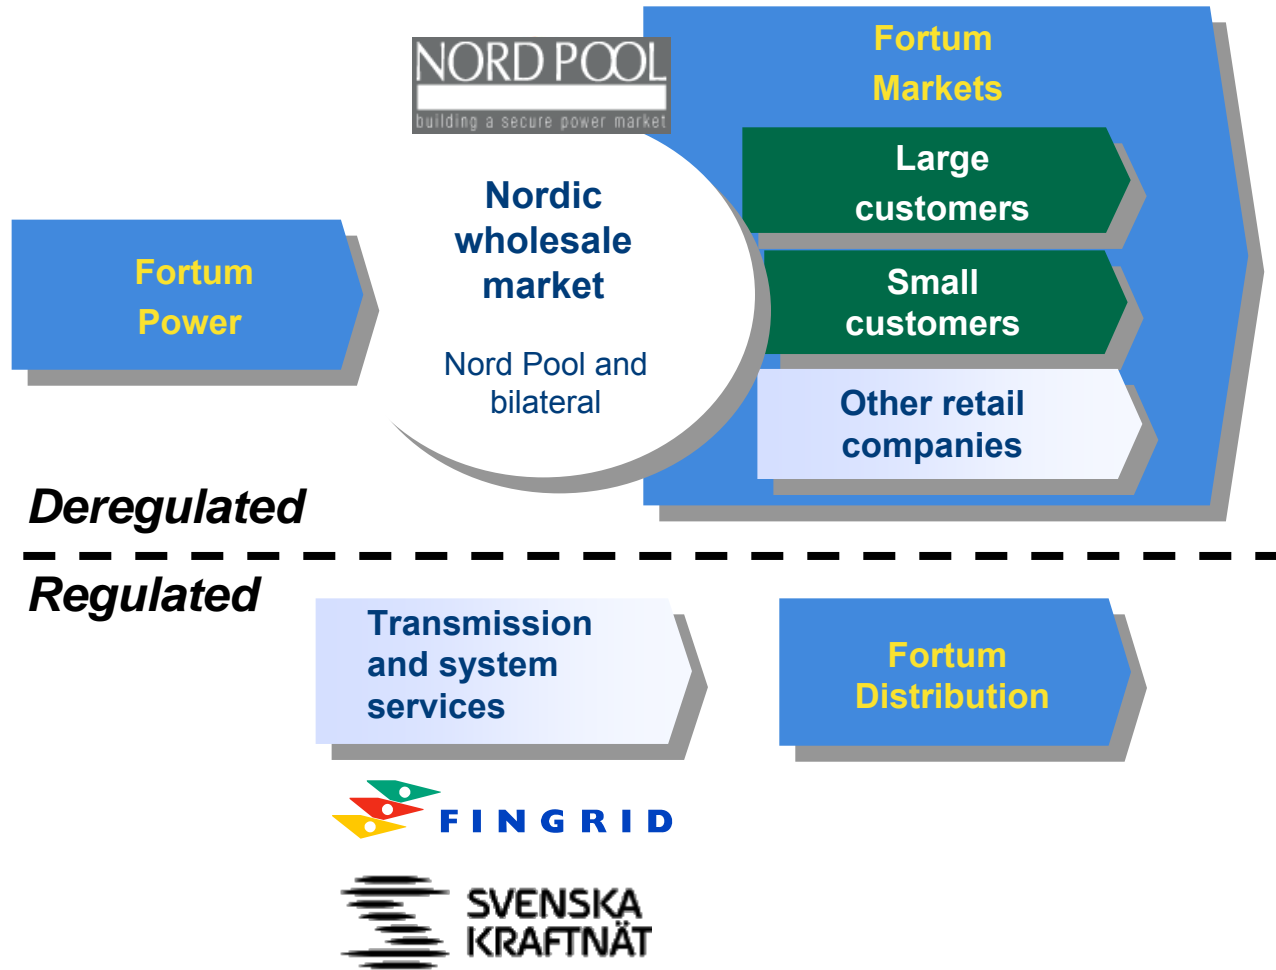 NORD POOL
building a secure power market
Fortum
Markets
Large
customers
Small
customers
Other retail
companies
Nordic
wholesale
market
Nord Pool and
bilateral
Fortum
Power
Deregulated
Regulated
Transmission
and system
services
Fortum
Distribution
FINGRID
SVENSKA
KRAFTNÄT